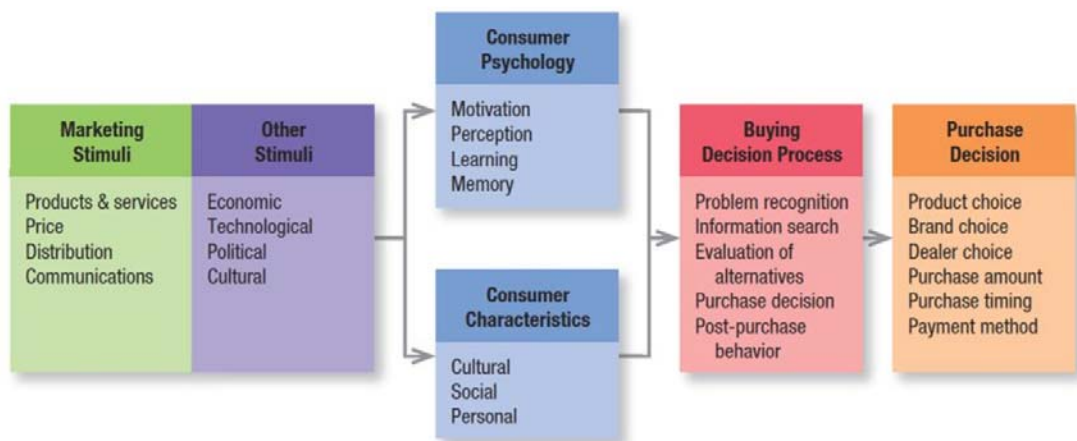 Marketing
Stimuli
Products & services
Price
Distribution
Communications
Other
Stimuli
Economic
Technological
Political
Cultural
Consumer
Psychology
Motivation
Perception
Learning
Memory
Consumer
Characteristics
Cultural
Social
Personal
Buying
Decision Process
Problem recognition
Information search
Evaluation of
alternatives
Purchase decision
Post-purchase
behavior
Purchase
Decision
Product choice
Brand choice
Dealer choice
Purchase amount
Purchase timing
Payment method